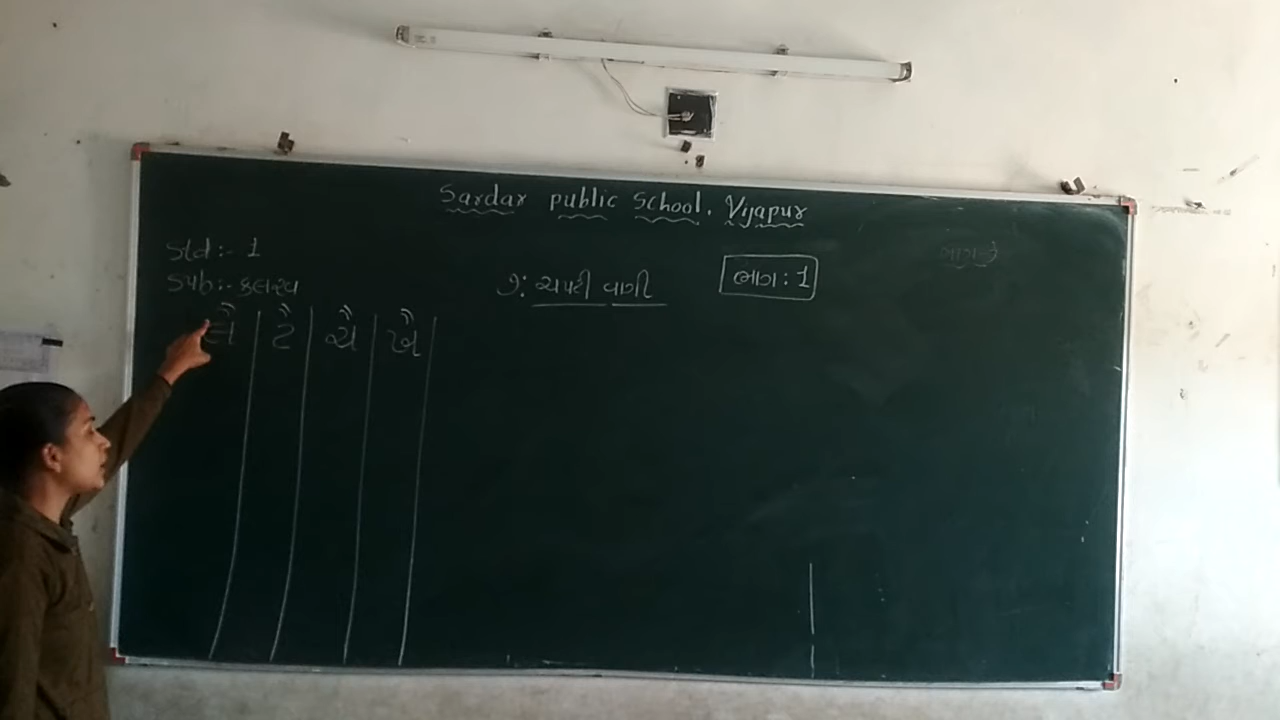 Sardar public School, Vijapur
Std :- 1
Sub :- કલરવ
૭: ચપટી વાગી
ભાગ : 1
લૈ ટૈ ચૈ ખૈ